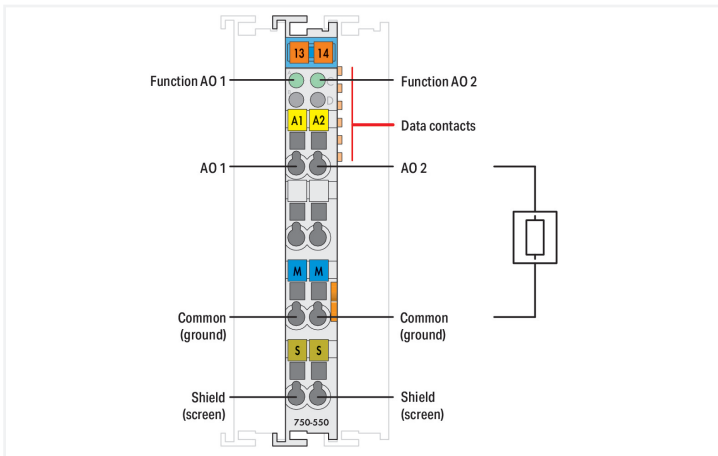 13 14
Function AO 1
Function AO 2
C
D
A1 A2
Data contacts
AO 1
AO 2
M M
Common
(ground)
Common
(ground)
S S
Shield
(screen)
Shield
(screen)
750-550